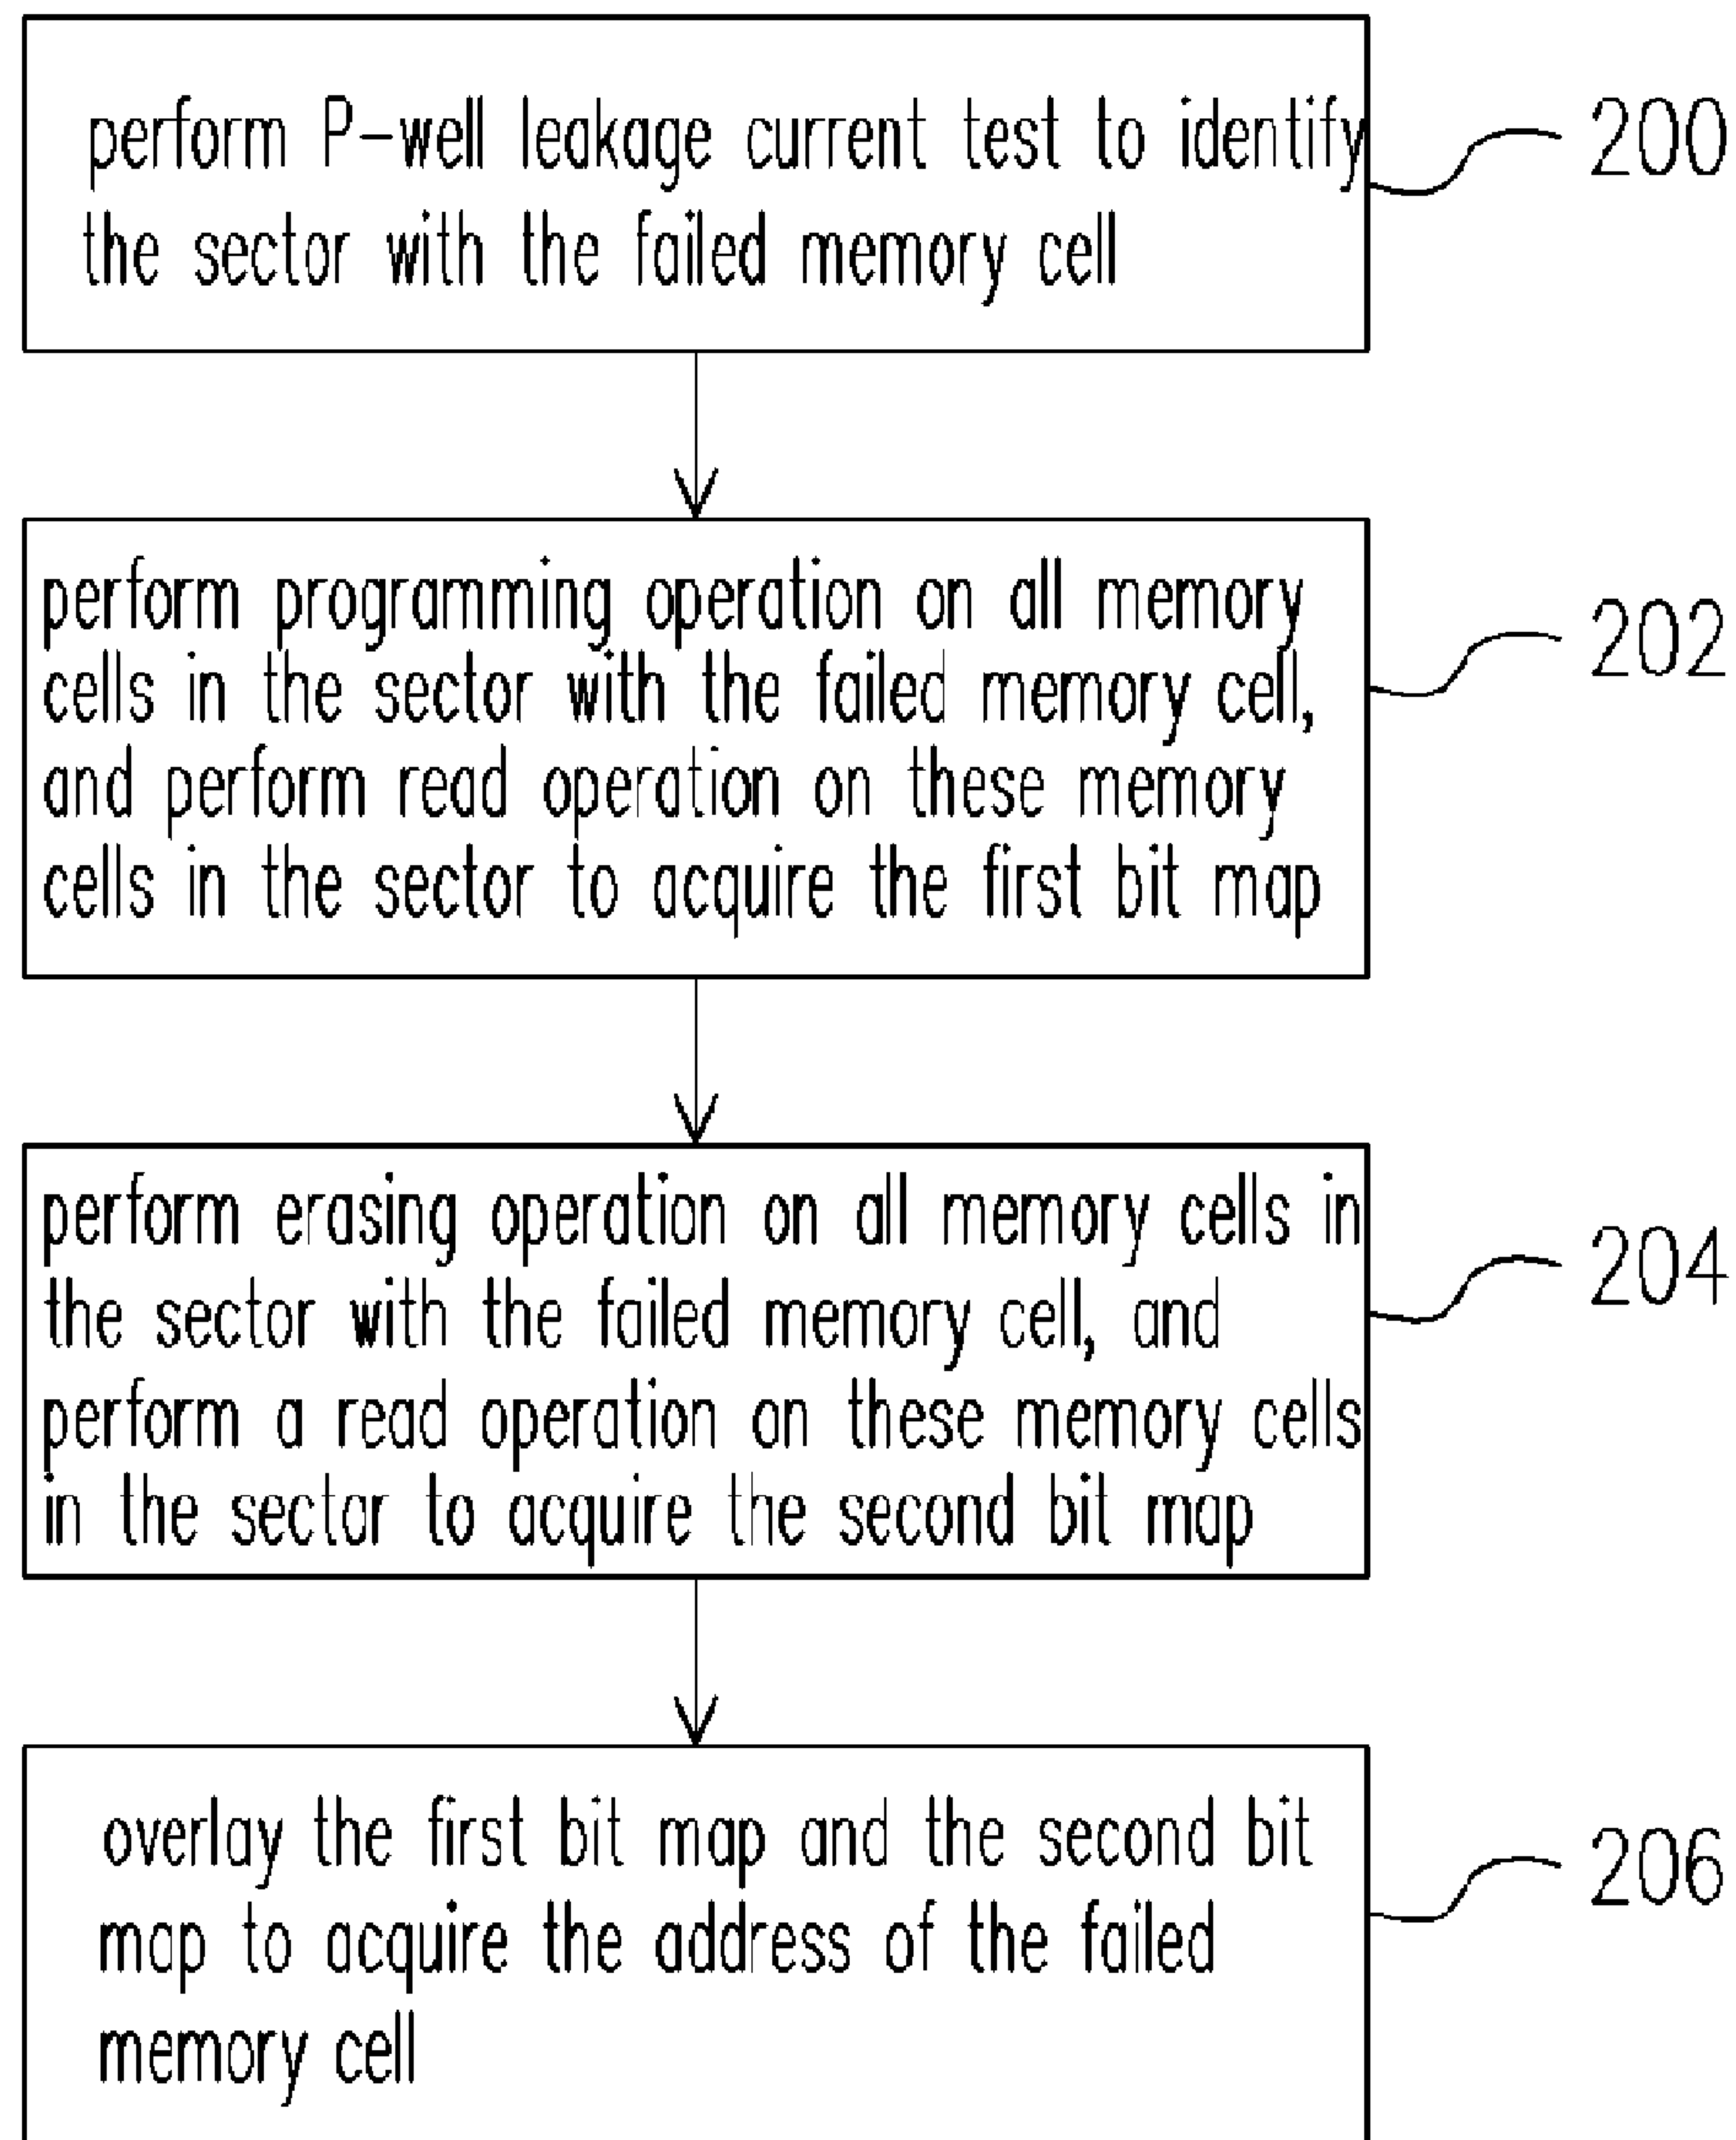 perform P-well leakage current test to identify
the sector with the failed memory cell
200
perform programming operation on all memory
cells in the sector with the failed memory cell,
and perform read operation on these memory
cells in the sector to acquire the first bit map
202
perform erasing operation on all memory cells in
the sector with the failed memory cell, and
perform a read operation on these memory cells
in the sector to acquire the second bit map
204
overlay the first bit map and the second bit
map to acquire the address of the failed
memory cell
206